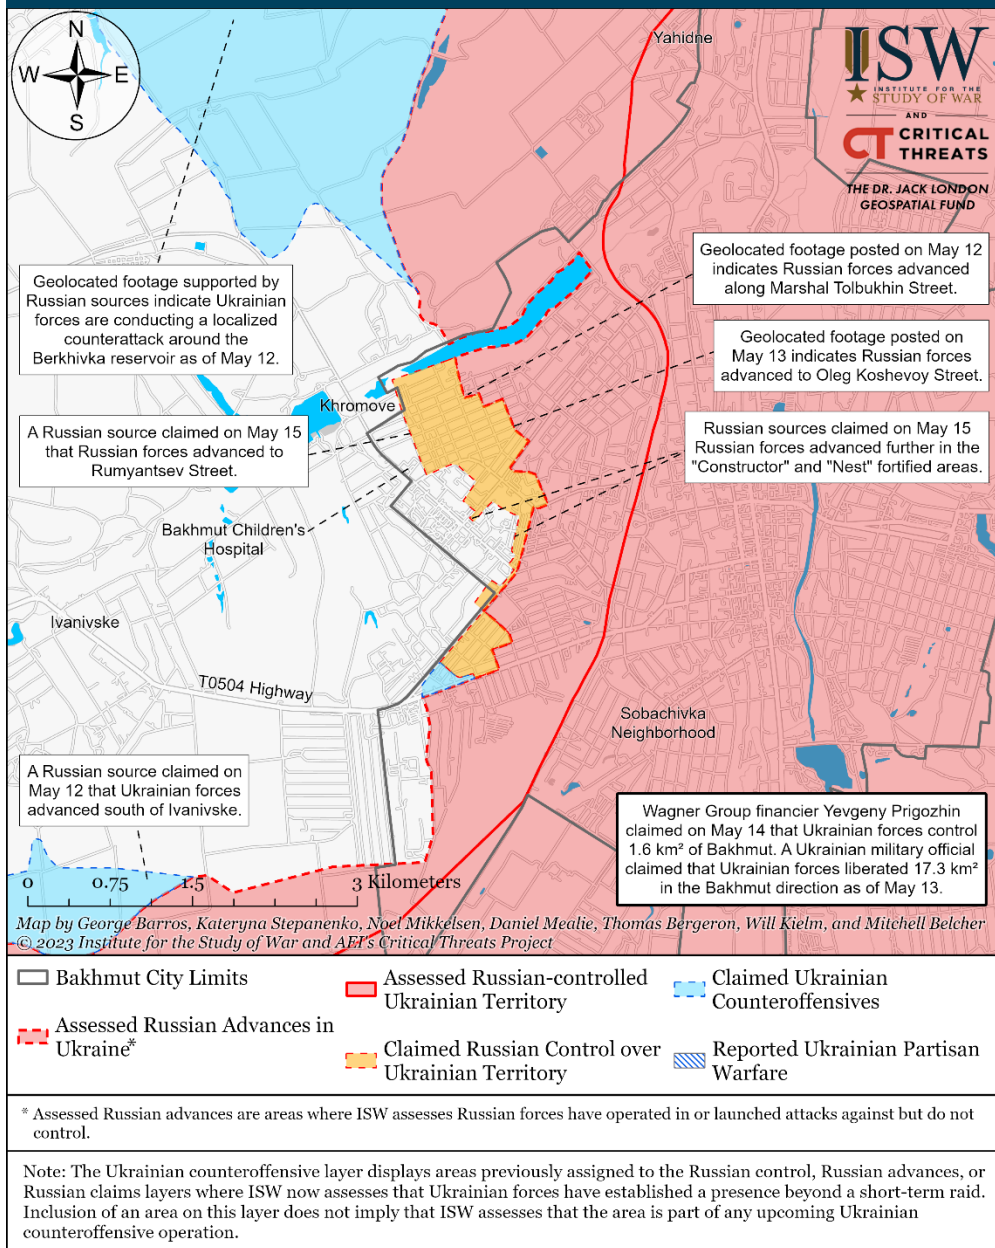 N
W
E
S
Yahidne
ISW
INSTITUTE FOR THE
STUDY OF WAR
AND
CT CRITICAL
THREATS
THE DR. JACK LONDON
GEOSPATIAL FUND
Geolocated footage posted on May 12
indicates Russian forces advanced
along Marshal Tolbukhin Street.
Geolocated footage supported by
Russian sources indicate Ukrainian
forces are conducting a localized
counterattack around the
Berkhivka reservoir as of May 12.
Geolocated footage posted on
May 13 indicates Russian forces
advanced to Oleg Koshevoy Street.
Khromove
A Russian source claimed on May 15
that Russian forces advanced to
Rumyantsev Street.
Russian sources claimed on May 15
Russian forces advanced further in the
"Constructor" and "Nest" fortified areas.
Bakhmut Children's
Hospital
Ivanivske
T0504 Highway
Sobachivka
Neighborhood
A Russian source claimed on
May 12 that Ukrainian forces
advanced south of Ivanivske.
Wagner Group financier Yevgeny Prigozhin
claimed on May 14 that Ukrainian forces control
1.6 km² of Bakhmut. A Ukrainian military official
claimed that Ukrainian forces liberated 17.3 km²
in the Bakhmut direction as of May 13.
0 0.75 1.5 3 Kilometers
Map by George Barros, Kateryna Stepanenko, Noel Mikkelsen, Daniel Mealie, Thomas Bergeron, Will Kielm, and Mitchell Belcher
© 2023 Institute for the Study of War and AEI's Critical Threats Project
Bakhmut City Limits
Assessed Russian Advances in
Ukraine*
Assessed Russian-controlled
Ukrainian Territory
Claimed Russian Control over
Ukrainian Territory
Claimed Ukrainian
Counteroffensives
Reported Ukrainian Partisan
Warfare
* Assessed Russian advances are areas where ISW assesses Russian forces have operated in or launched attacks against but do not
control.
Note: The Ukrainian counteroffensive layer displays areas previously assigned to the Russian control, Russian advances, or
Russian claims layers where ISW now assesses that Ukrainian forces have established a presence beyond a short-term raid.
Inclusion of an area on this layer does not imply that ISW assesses that the area is part of any upcoming Ukrainian
counteroffensive operation.